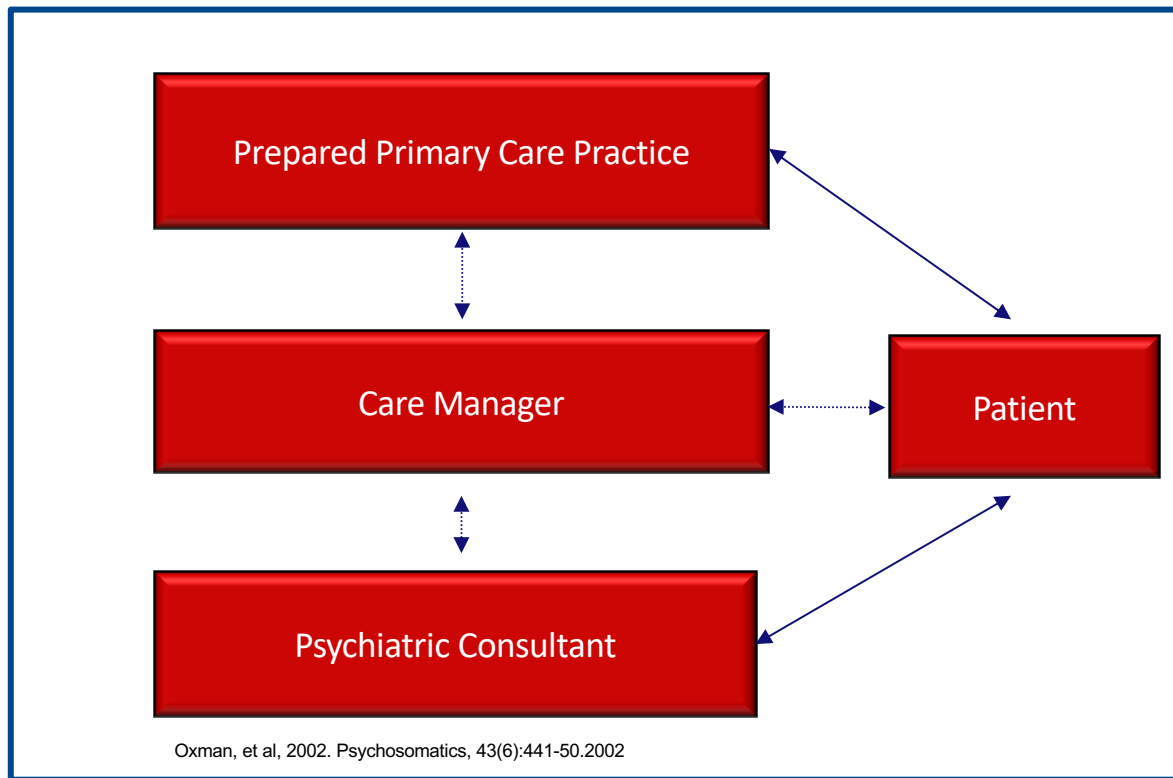 Prepared Primary Care Practice
Care Manager
Patient
Psychiatric Consultant
Oxman, et al, 2002. Psychosomatics, 43(6):441-50.2002